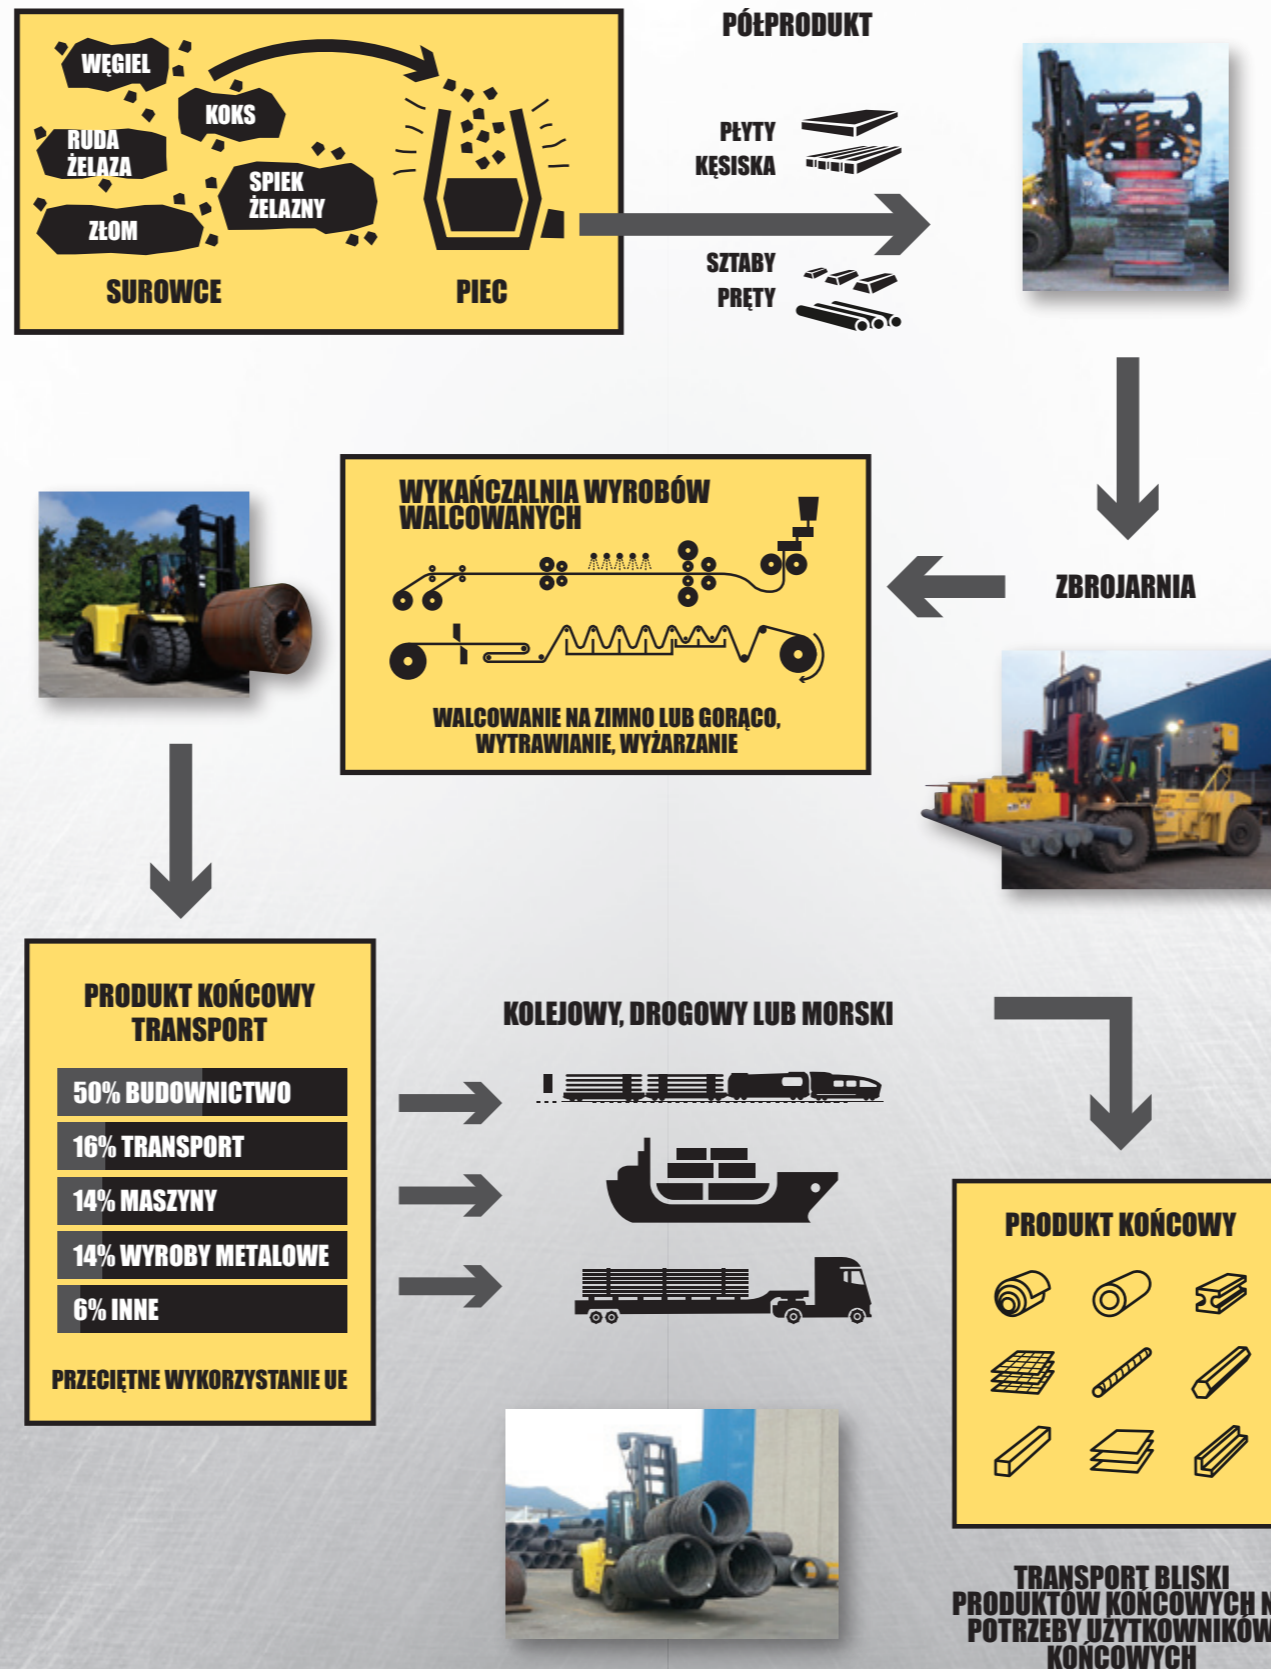 WĘGIEL
KOKS
RUDA
ŻELAZA
SPIEK
ŻELAZNY
ZŁOM
SUROWCE
PIEC
PÓŁPRODUKT
PŁYTY
KĘSISKA
SZTABY
PRĘTY
ZBROJARNIA
WYKAŃCZALNIA WYROBÓW
WALCOWANYCH
WALCOWANIE NA ZIMNO LUB GORĄCO,
WYTRAWIANIE, WYŻARZANIE
PRODUKT KOŃCOWY
TRANSPORT
50% BUDOWNICTWO
16% TRANSPORT
14% MASZYNY
14% WYROBY METALOWE
6% INNE
PRZECIĘTNE WYKORZYSTANIE UE
KOLEJOWY, DROGOWY LUB MORSKI
PRODUKT KOŃCOWY
TRANSPORT BLISKI
PRODUKTÓW KOŃCOWYCH
POTRZEBY UŻYTKOWNIKÓW
KOŃCOWYCH